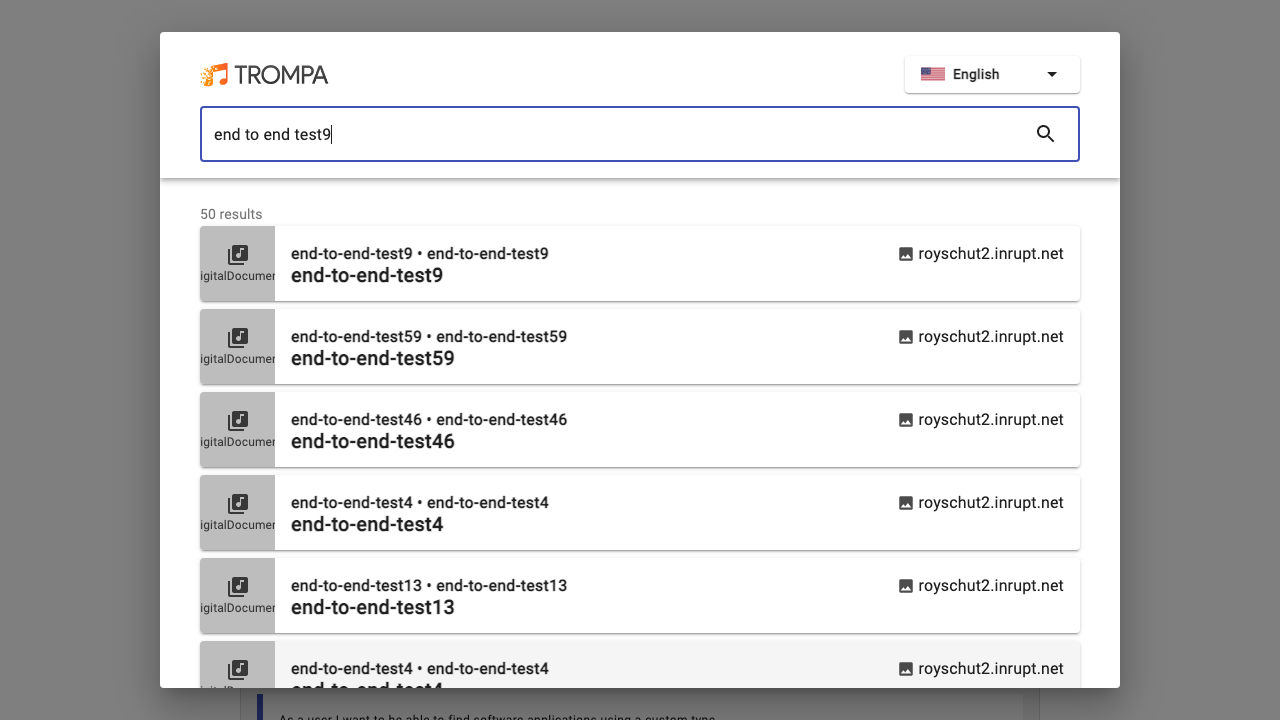 TROMPA
English
end to end test9
50 results
igitalDocumen
end-to-end-test9 • end-to-end-test9
end-to-end-test9
royschut2.inrupt.net
igitalDocumen
end-to-end-test59 • end-to-end-test59
end-to-end-test59
royschut2.inrupt.net
igitalDocumen
end-to-end-test46 • end-to-end-test46
end-to-end-test46
royschut2.inrupt.net
igitalDocumen
end-to-end-test4 • end-to-end-test4
end-to-end-test4
royschut2.inrupt.net
igitalDocumen
end-to-end-test13 • end-to-end-test13
end-to-end-test13
royschut2.inrupt.net
end-to-end-test4 • end-to-end-test4
end-to-end-test4
royschut2.inrupt.net
As a user I want to be able to find software applications using a custom type